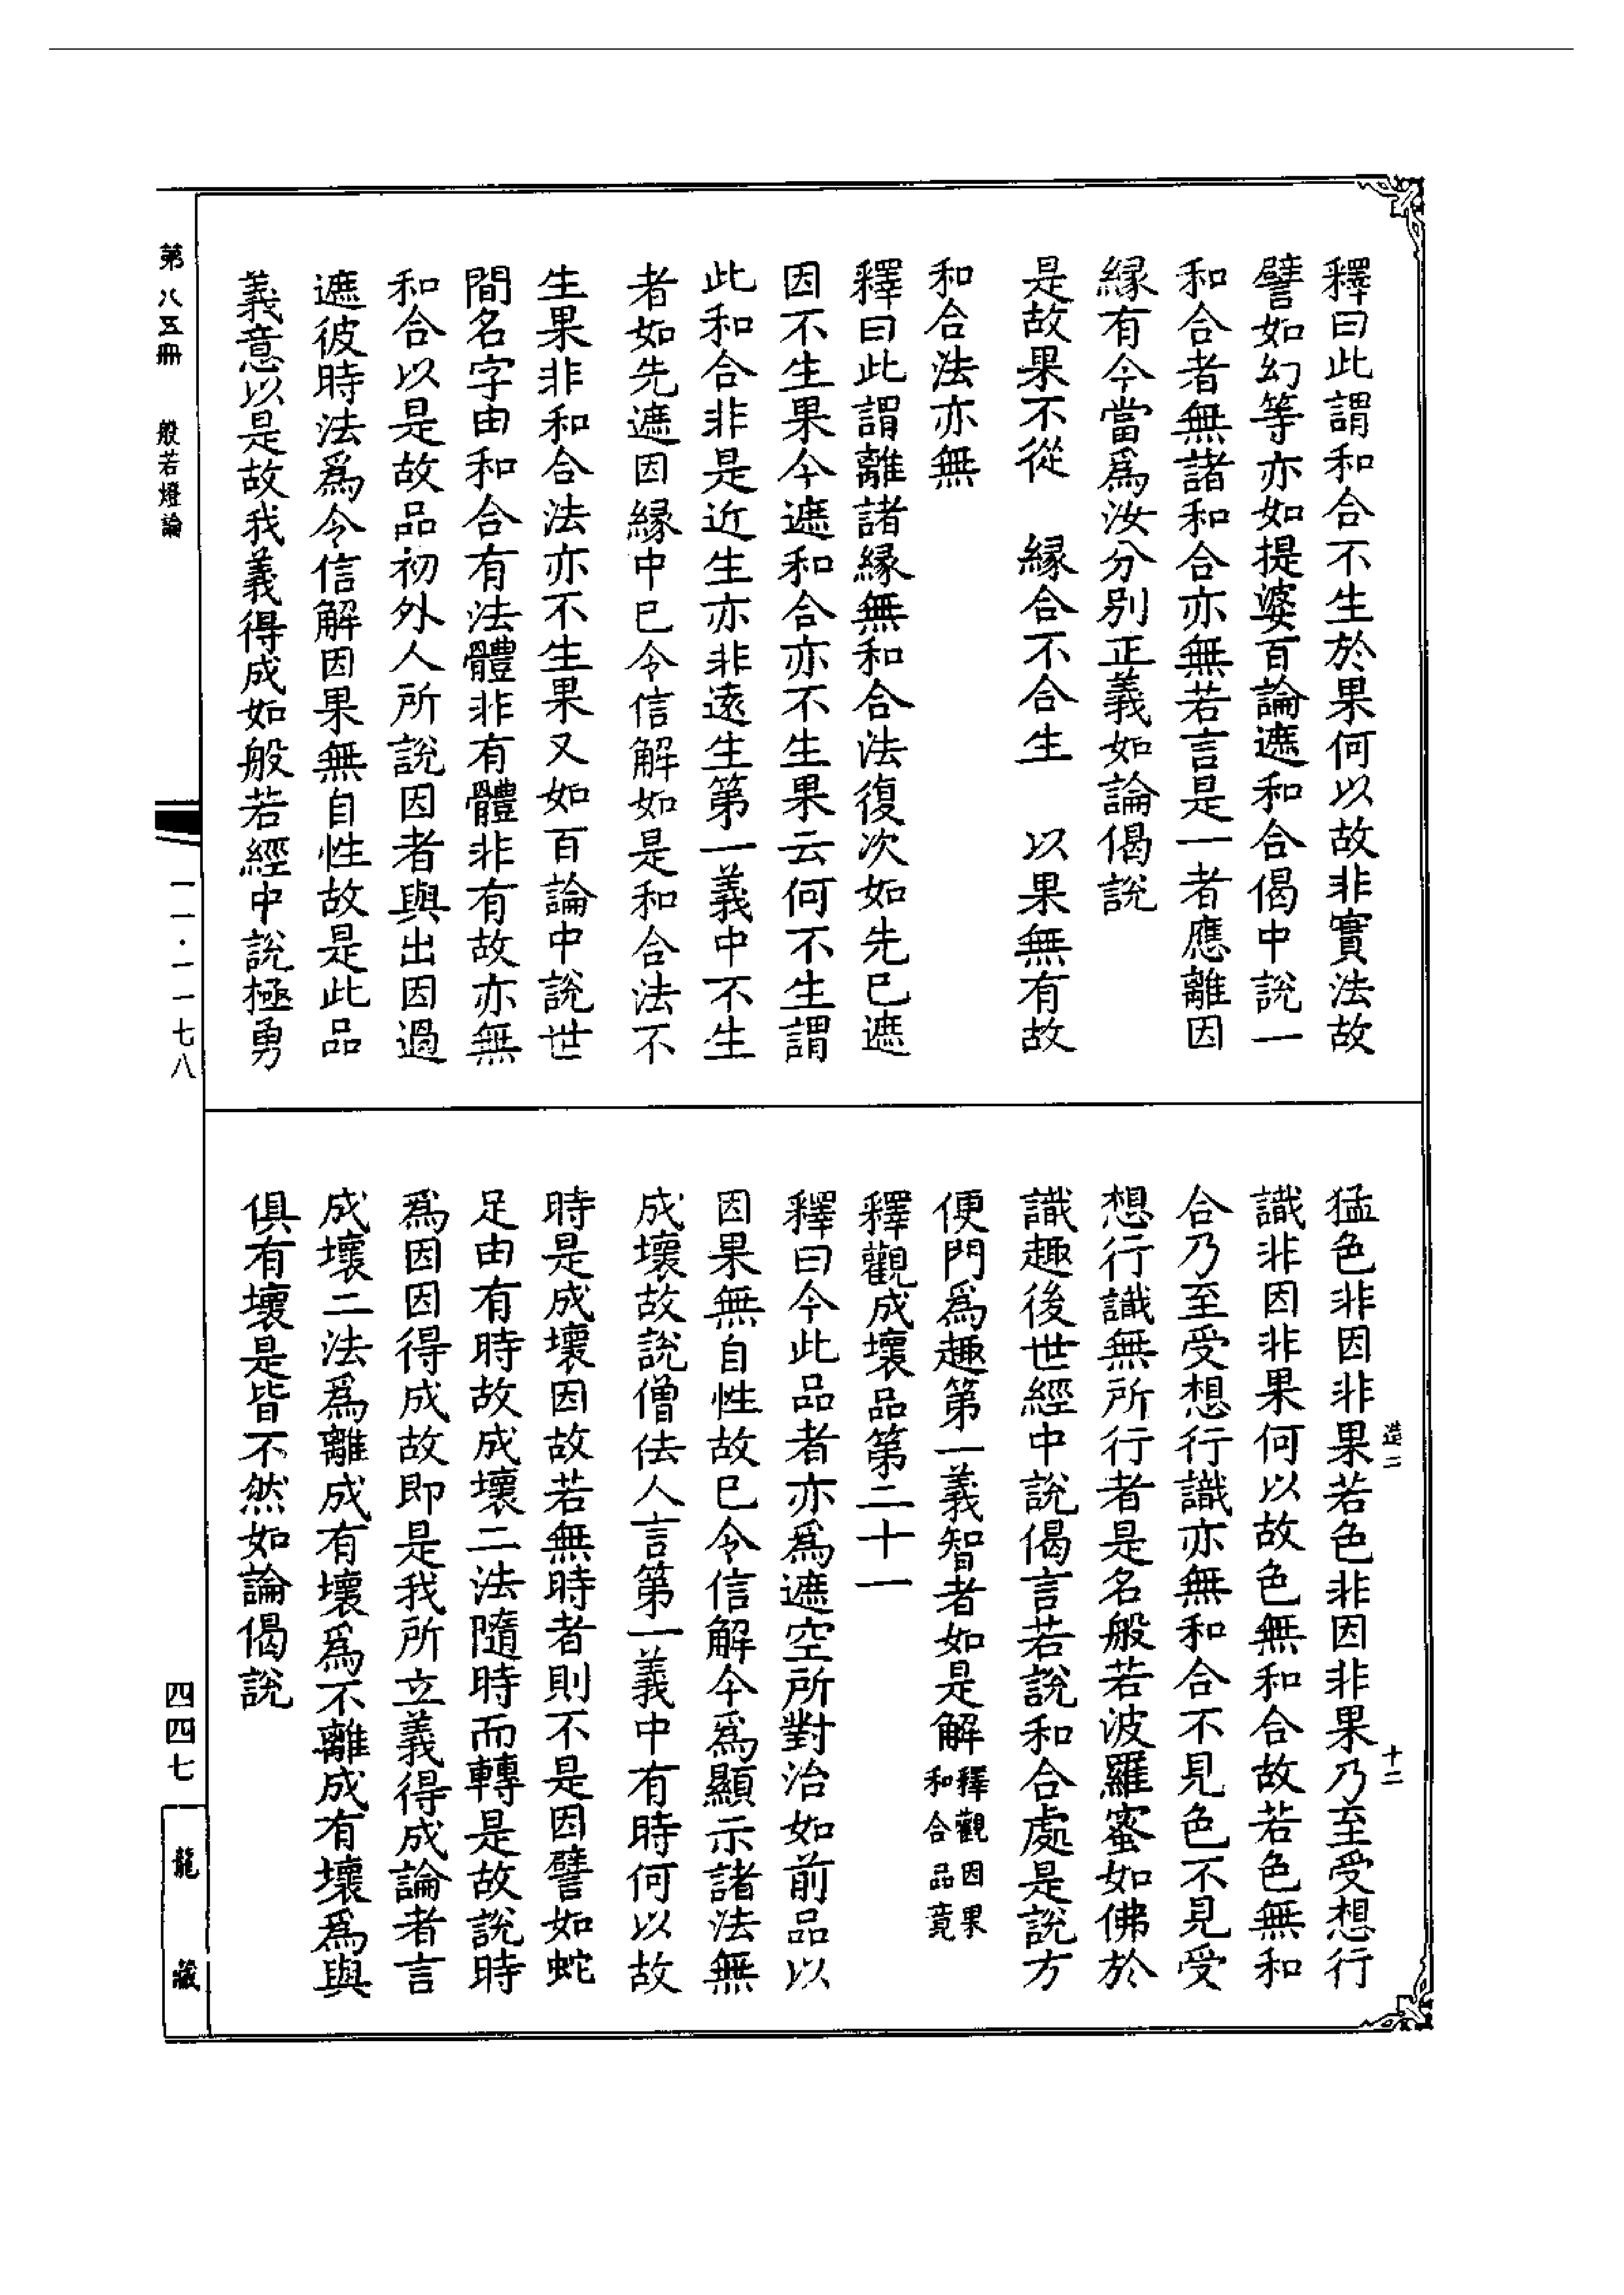 釋曰此謂和合不生於果何以故非實法故
譬如幻等亦如提婆百論遮和合偈中說一
和合者無諸和合亦無若言是一者應離因
緣有今當為汝分別正義如論偈說
是故果不從　緣合不合生　以果無有故
和合法亦無
釋曰此謂離諸緣無和合法復次如先已遮
因不生果今遮和合亦不生果云何不生謂
此和合非是近生亦非遠生第一義中不生
者如先遮因緣中已令信解如是和合法不
生果非和合法亦不生果又如百論中說世
間名字由和合有法體非有體非有故亦無
和合以是故品初外人所說因者與出因過
遮彼時法爲令信解因果無自性故是此品
義意以是故我義得成如般若經中說極勇
猛色非因非果若色非因非果乃至受想行
識非因非果何以故色無和合故若色無和
合乃至受想行識亦無和合不見色不見受
想行識無所行者是名般若波羅蜜如佛於
識趣後世經中說偈言若說和合處是說方
便門爲趣第一義智者如是解釋觀因果和合品竟
釋觀成壞品第二十一
釋曰今此品者亦爲遮空所對治如前品以
因果無自性故已令信解今爲顯示諸法無
成壞故說僧佉人言第一義中有時何以故
時是成壞因故若無時者則不是因譬如蛇
足由有時故成壞二法隨時而轉是故說時
爲因因得成故即是我所立義得成論者言
成壞二法爲離成有壞爲不離成有壞爲與
俱有壞是皆不然如論偈說
造二
十二
第八五冊　般若燈論
一一·一一七八
四四七
龍藏